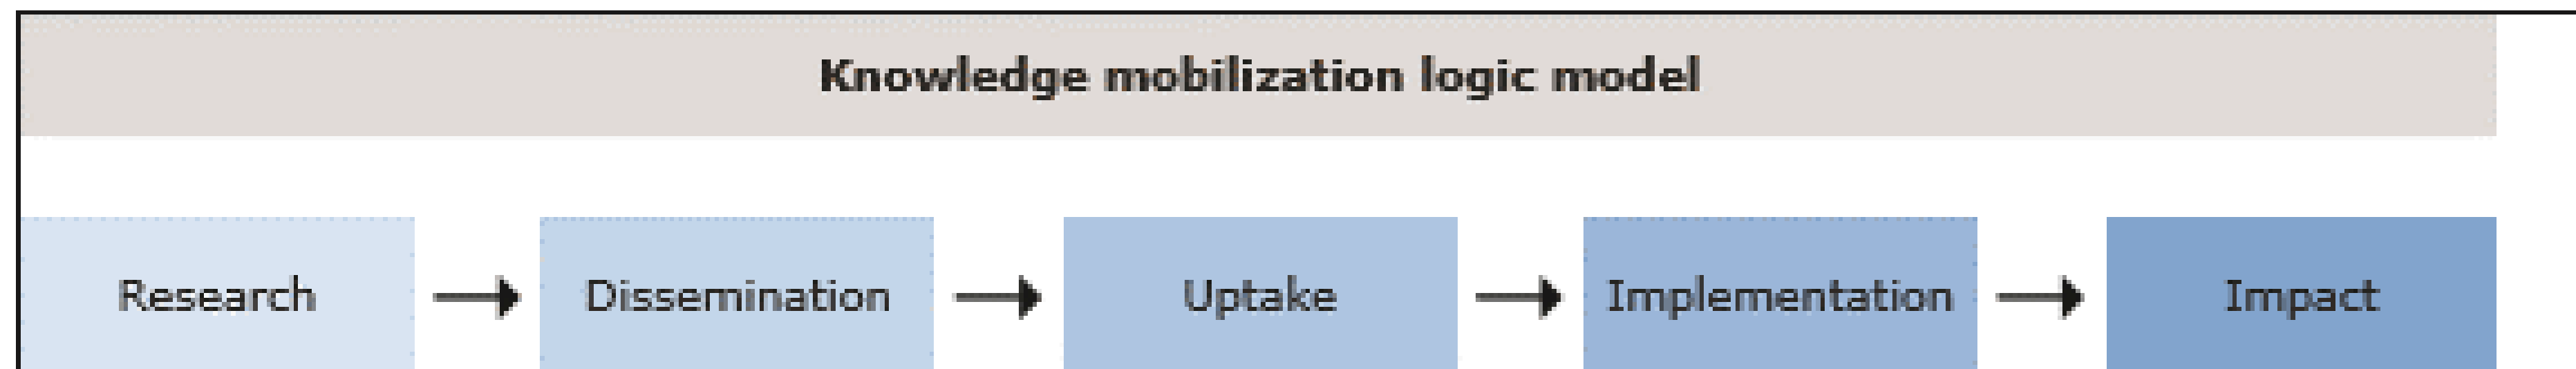 Knowledge mobilization logic model
Research → Dissemination → Uptake → Implementation → Impact